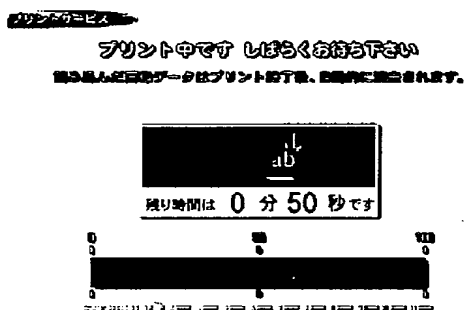 プリントサービス
プリント中です しばらくお待ち下さい
読み込んだ画像データはプリント終了後、自動的に消去されます。
ab
残り時間は 0 分 50 秒です
0 50 100